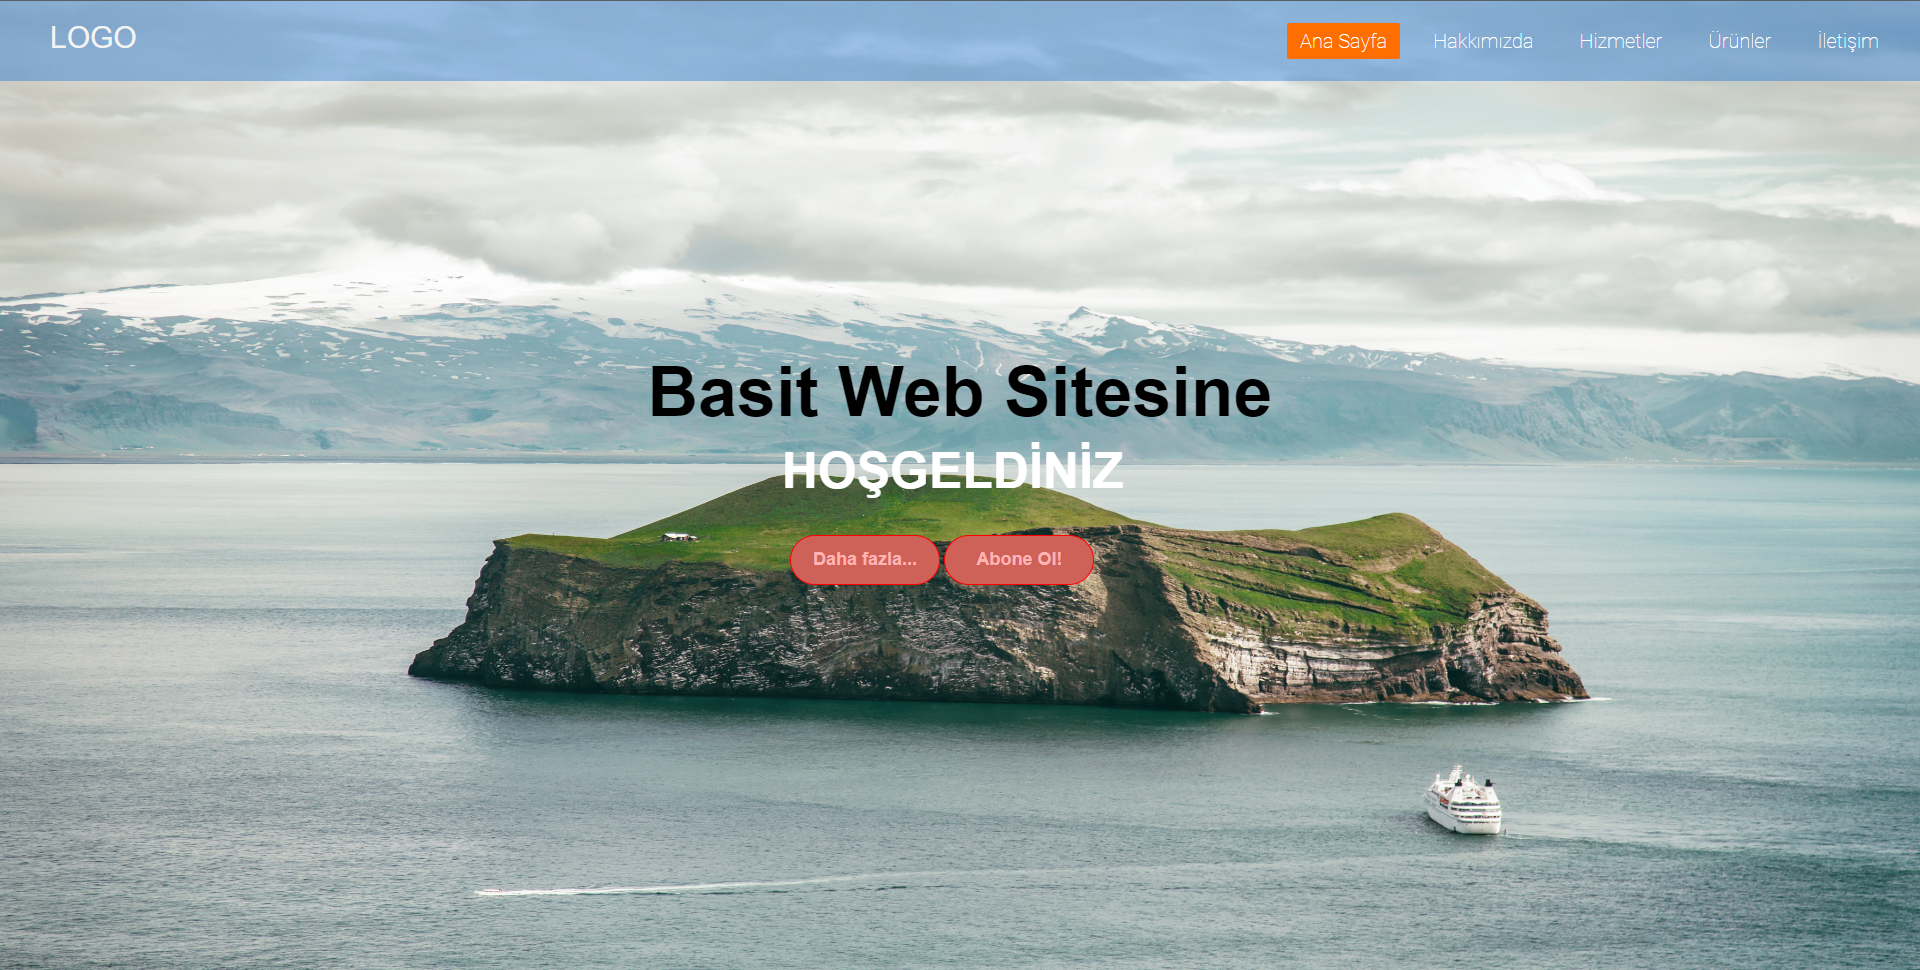 LOGO
Ana Sayfa Hakkımızda Hizmetler Ürünler İletişim
Basit Web Sitesine
HOŞGELDİNİZ
Daha fazla... Abone Ol!